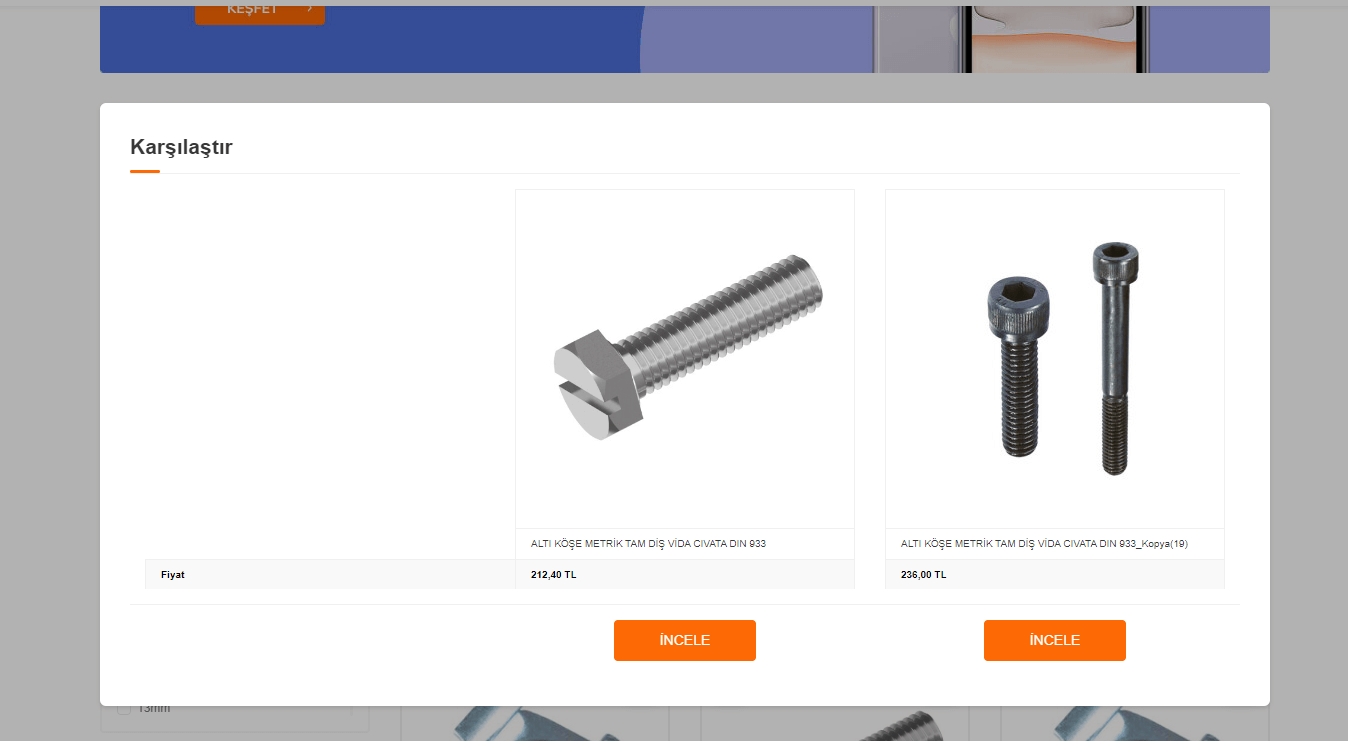 KEŞFET
Karşılaştır
ALTI KÖŞE METRİK TAM DİŞ VİDA CIVATA DIN 933
ALTI KÖŞE METRİK TAM DİŞ VİDA CIVATA DIN 933_Kopya(19)
Fiyat
212,40 TL
236,00 TL
İNCELE
İNCELE
13mm